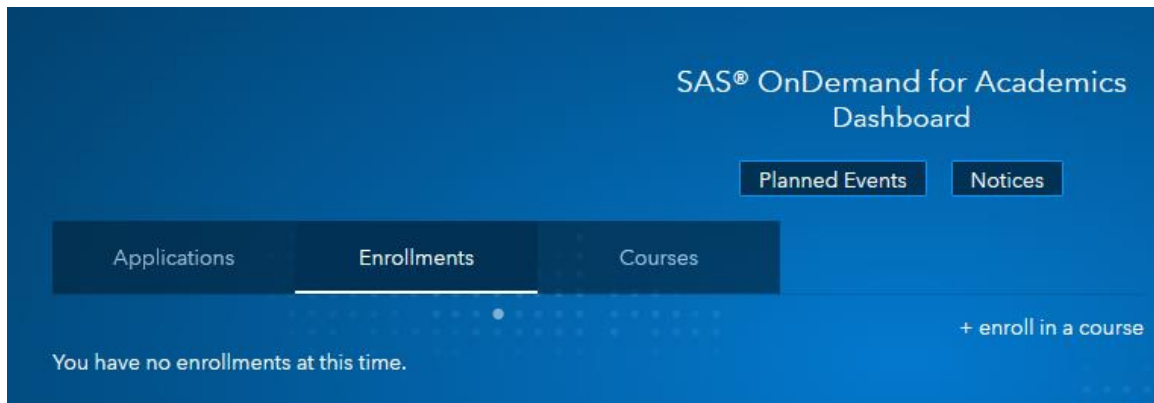 SAS® OnDemand for Academics
Dashboard
Planned Events Notices
Applications Enrollments Courses
+ enroll in a course
You have no enrollments at this time.